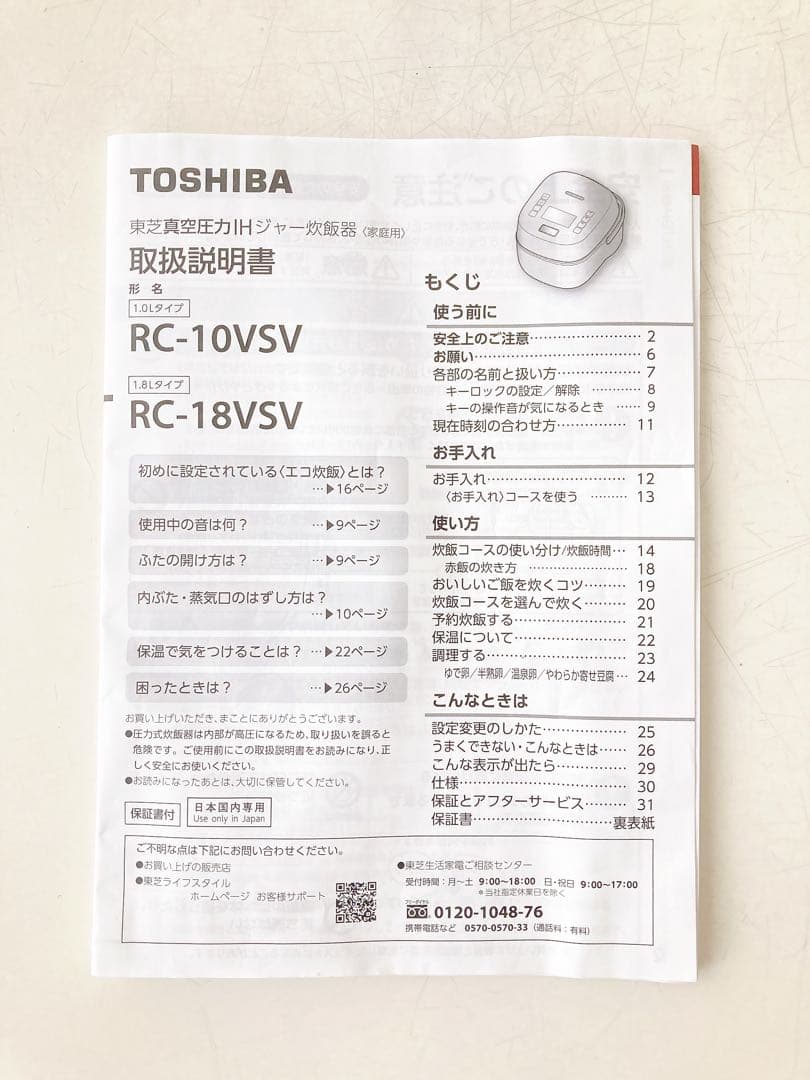 TOSHIBA
東芝真空圧力IHジャー炊飯器〈家庭用〉
取扱説明書
形 名
1.0Lタイプ
RC-10VSV
1.8Lタイプ
RC-18VSV
初めに設定されている〈エコ炊飯〉とは？
…▶16ページ
使用中の音は何？ …▶9ページ
ふたの開け方は？ …▶9ページ
内ぶた・蒸気口のはずし方は？
…▶10ページ
保温で気をつけることは？ …▶22ページ
困ったときは？ …▶26ページ
お買い上げいただき、まことにありがとうございます。
●圧力式炊飯器は内部が高圧になるため、取り扱いを誤ると
危険です。ご使用前にこの取扱説明書をお読みになり、正
しく安全にお使いください。
●お読みになったあとは、大切に保管してください。
保証書付
日本国内専用
Use only in Japan
もくじ
使う前に
安全上のご注意…………………… 2
お願い…………………………… 6
各部の名前と扱い方……………… 7
キーロックの設定／解除 ………… 8
キーの操作音が気になるとき …… 9
現在時刻の合わせ方…………… 11
お手入れ
お手入れ………………………… 12
〈お手入れ〉コースを使う ……… 13
使い方
炊飯コースの使い分け/炊飯時間… 14
赤飯の炊き方 ………………… 18
おいしいご飯を炊くコツ……… 19
炊飯コースを選んで炊く……… 20
予約炊飯する…………………… 21
保温について…………………… 22
調理する………………………… 23
ゆで卵／半熟卵／温泉卵／やわらか寄せ豆腐… 24
こんなときは
設定変更のしかた……………… 25
うまくできない・こんなときは…… 26
こんな表示が出たら…………… 29
仕様……………………………… 30
保証とアフターサービス……… 31
保証書…………………………裏表紙
ご不明な点は下記にお問い合わせください。
●お買い上げの販売店
●東芝ライフスタイル
ホームページ お客様サポート
●東芝生活家電ご相談センター
受付時間：月～土 9:00～18:00 日・祝日 9:00～17:00
＊当社指定休業日を除く
フリーダイヤル
0120-1048-76
携帯電話など 0570-0570-33（通話料：有料）